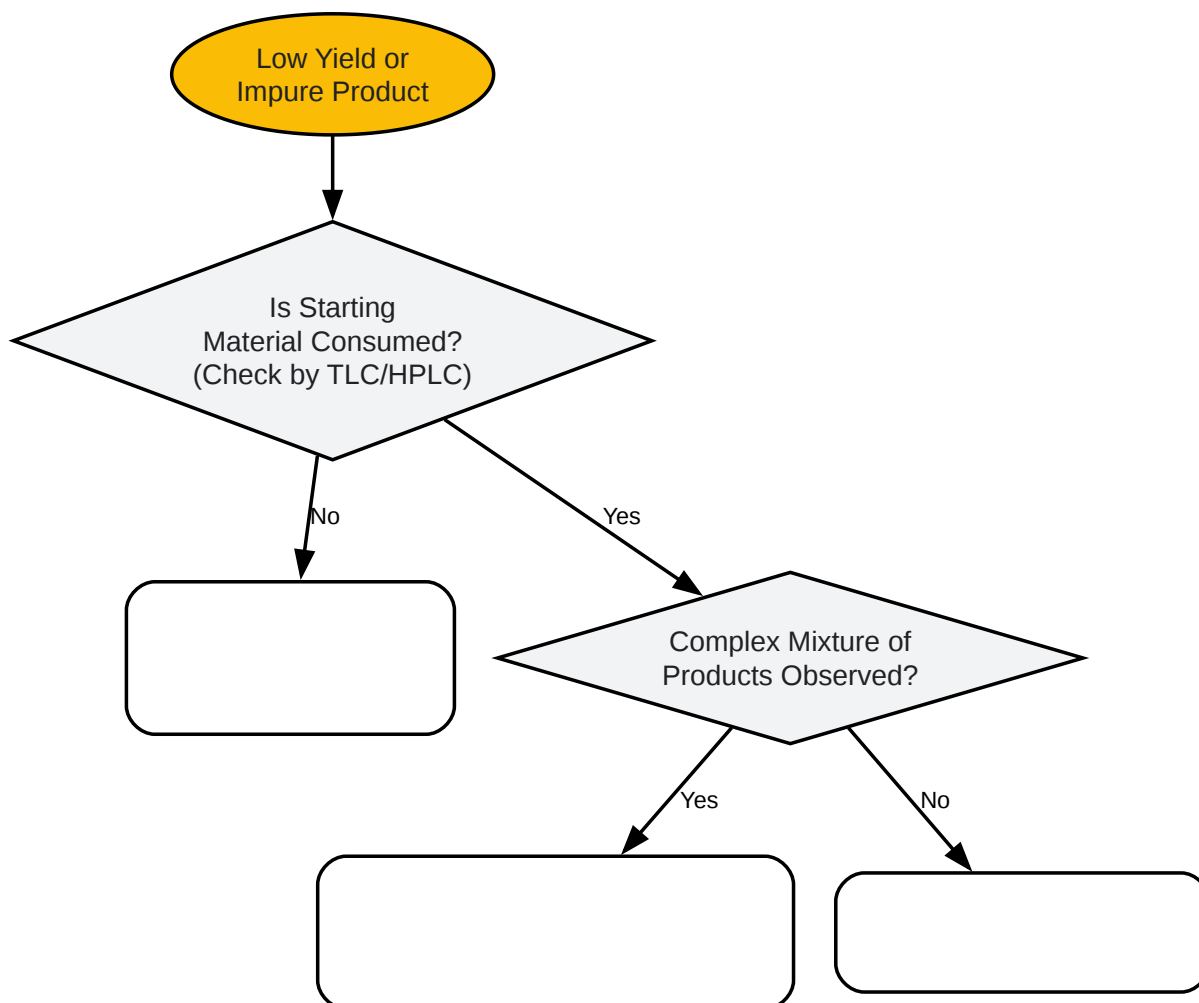 Low Yield or
Impure Product
Is Starting
Material Consumed?
(Check by TLC/HPLC)
No
Yes
Complex Mixture of
Products Observed?
Yes
No